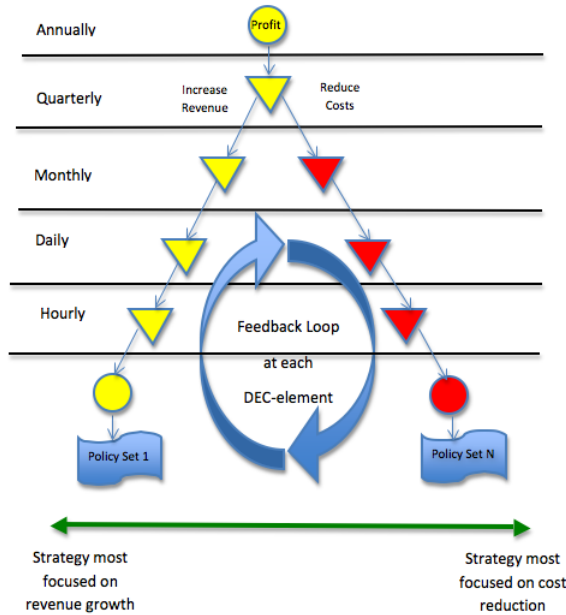 Annually
Profit
Quarterly
Increase
Revenue
Reduce
Costs
Monthly
Daily
Hourly
Feedback Loop
at each
DEC-element
Policy Set 1
Policy Set N
Strategy most
focused on
revenue growth
Strategy most
focused on cost
reduction